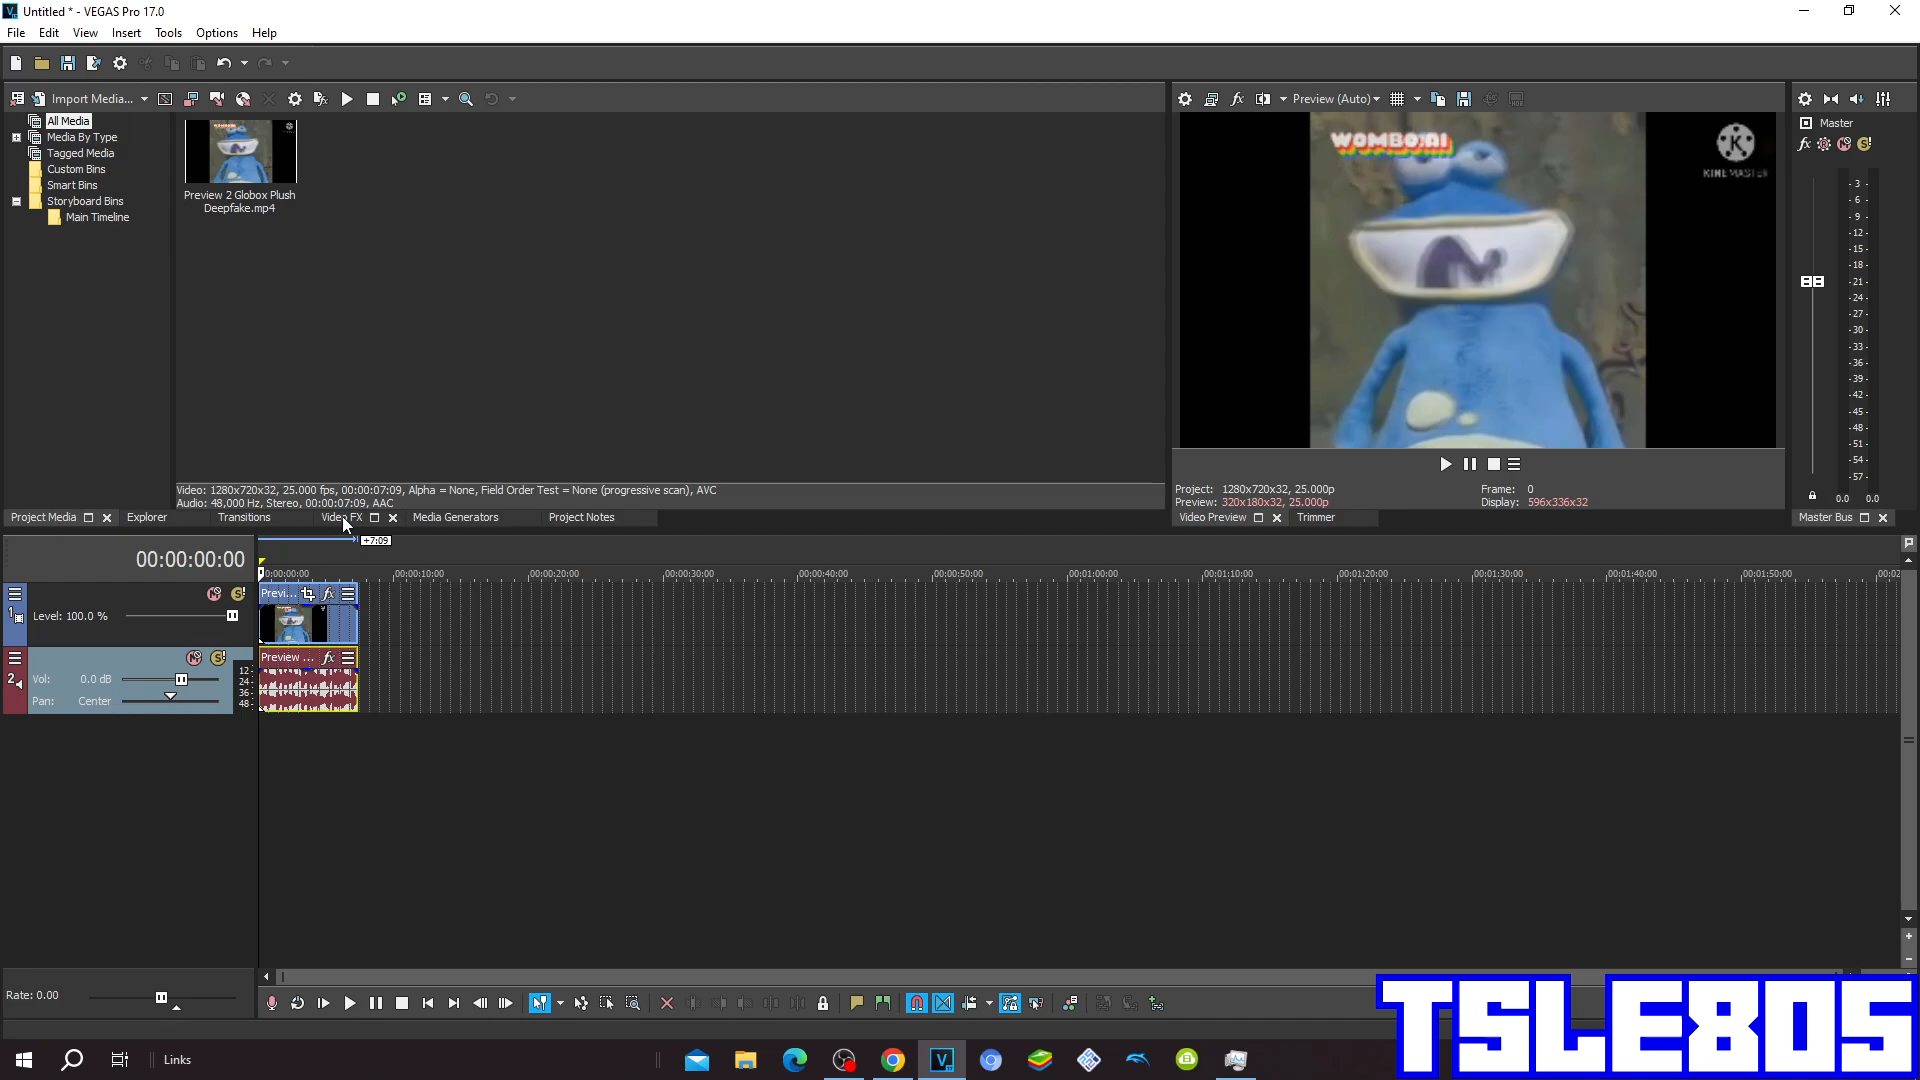 Untitled * - VEGAS Pro 17.0
File Edit View Insert Tools Options Help
Import Media...
All Media
Media By Type
Tagged Media
Custom Bins
Smart Bins
Storyboard Bins
Main Timeline
Preview 2 Globox Plush
Deepfake.mp4
Video: 1280x720x32, 25.000 fps, 00:00:07:09, Alpha = None, Field Order Test = None (progressive scan), AVC
Audio: 48,000 Hz, Stereo, 00:00:07:09, AAC
Project Media Explorer Transitions Video FX Media Generators Project Notes
Preview (Auto)
WOMBO.AI
K
KINEMASTER
Project: 1280x720x32, 25.000p
Preview: 320x180x32, 25.000p
Frame: 0
Display: 596x336x32
Video Preview Trimmer
Master
fx
-3-
-6-
-9-
-12-
-15-
-18-
-21-
-24-
-27-
-30-
-33-
-36-
-39-
-42-
-45-
-48-
-51-
-54-
-57-
0.0 0.0
Master Bus
00:00:00:00
+7:09
0:00:00:00 00:00:10:00 00:00:20:00 00:00:30:00 00:00:40:00 00:00:50:00 00:01:00:00 00:01:10:00 00:01:20:00 00:01:30:00 00:01:40:00 00:01:50:00 00:02
1
Level: 100.0 %
Previ... fx
2
Vol: 0.0 dB
Pan: Center
12-
24-
36-
48-
Preview ... fx
Rate: 0.00
TSLE805
Links